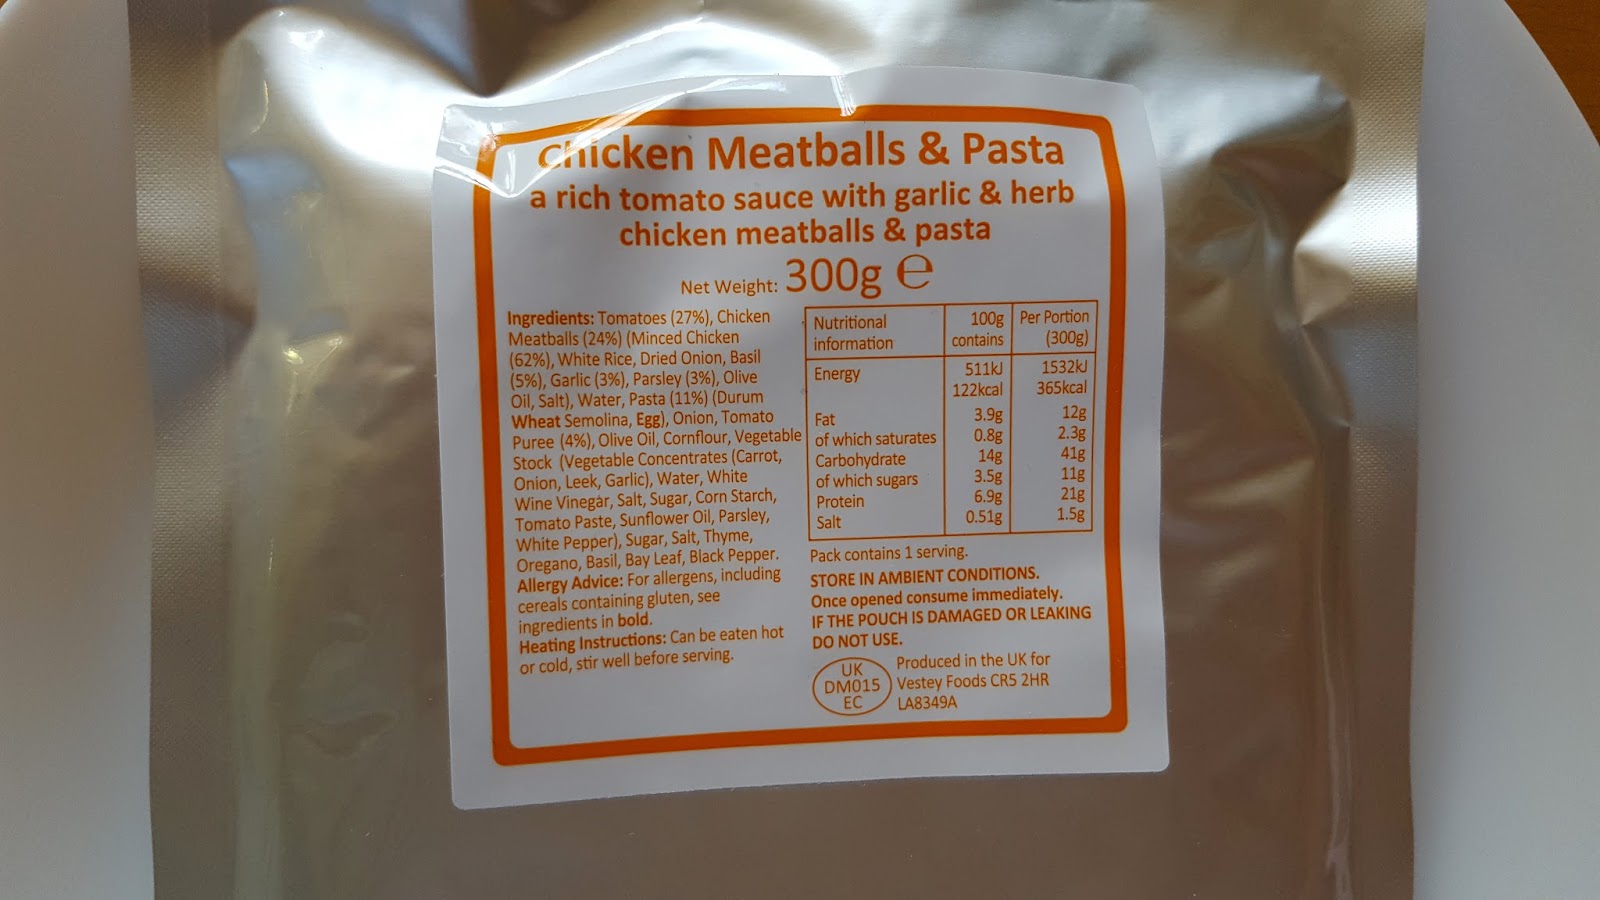 Chicken Meatballs & Pasta
a rich tomato sauce with garlic & herb
chicken meatballs & pasta
Net Weight: 300g ℮
Ingredients: Tomatoes (27%), Chicken
Meatballs (24%) (Minced Chicken
(62%), White Rice, Dried Onion, Basil
(5%), Garlic (3%), Parsley (3%), Olive
Oil, Salt), Water, Pasta (11%) (Durum
Wheat Semolina, Egg), Onion, Tomato
Puree (4%), Olive Oil, Cornflour, Vegetable
Stock (Vegetable Concentrates (Carrot,
Onion, Leek, Garlic), Water, White
Wine Vinegar, Salt, Sugar, Corn Starch,
Tomato Paste, Sunflower Oil, Parsley,
White Pepper), Sugar, Salt, Thyme,
Oregano, Basil, Bay Leaf, Black Pepper.
Allergy Advice: For allergens, including
cereals containing gluten, see
ingredients in bold.
Heating Instructions: Can be eaten hot
or cold, stir well before serving.
Nutritional 100g Per Portion
information contains (300g)
Energy 511kJ 1532kJ
122kcal 365kcal
Fat 3.9g 12g
of which saturates 0.8g 2.3g
Carbohydrate 14g 41g
of which sugars 3.5g 11g
Protein 6.9g 21g
Salt 0.51g 1.5g
Pack contains 1 serving.
STORE IN AMBIENT CONDITIONS.
Once opened consume immediately.
IF THE POUCH IS DAMAGED OR LEAKING
DO NOT USE.
UK
DM015
EC
Produced in the UK for
Vestey Foods CR5 2HR
LA8349A